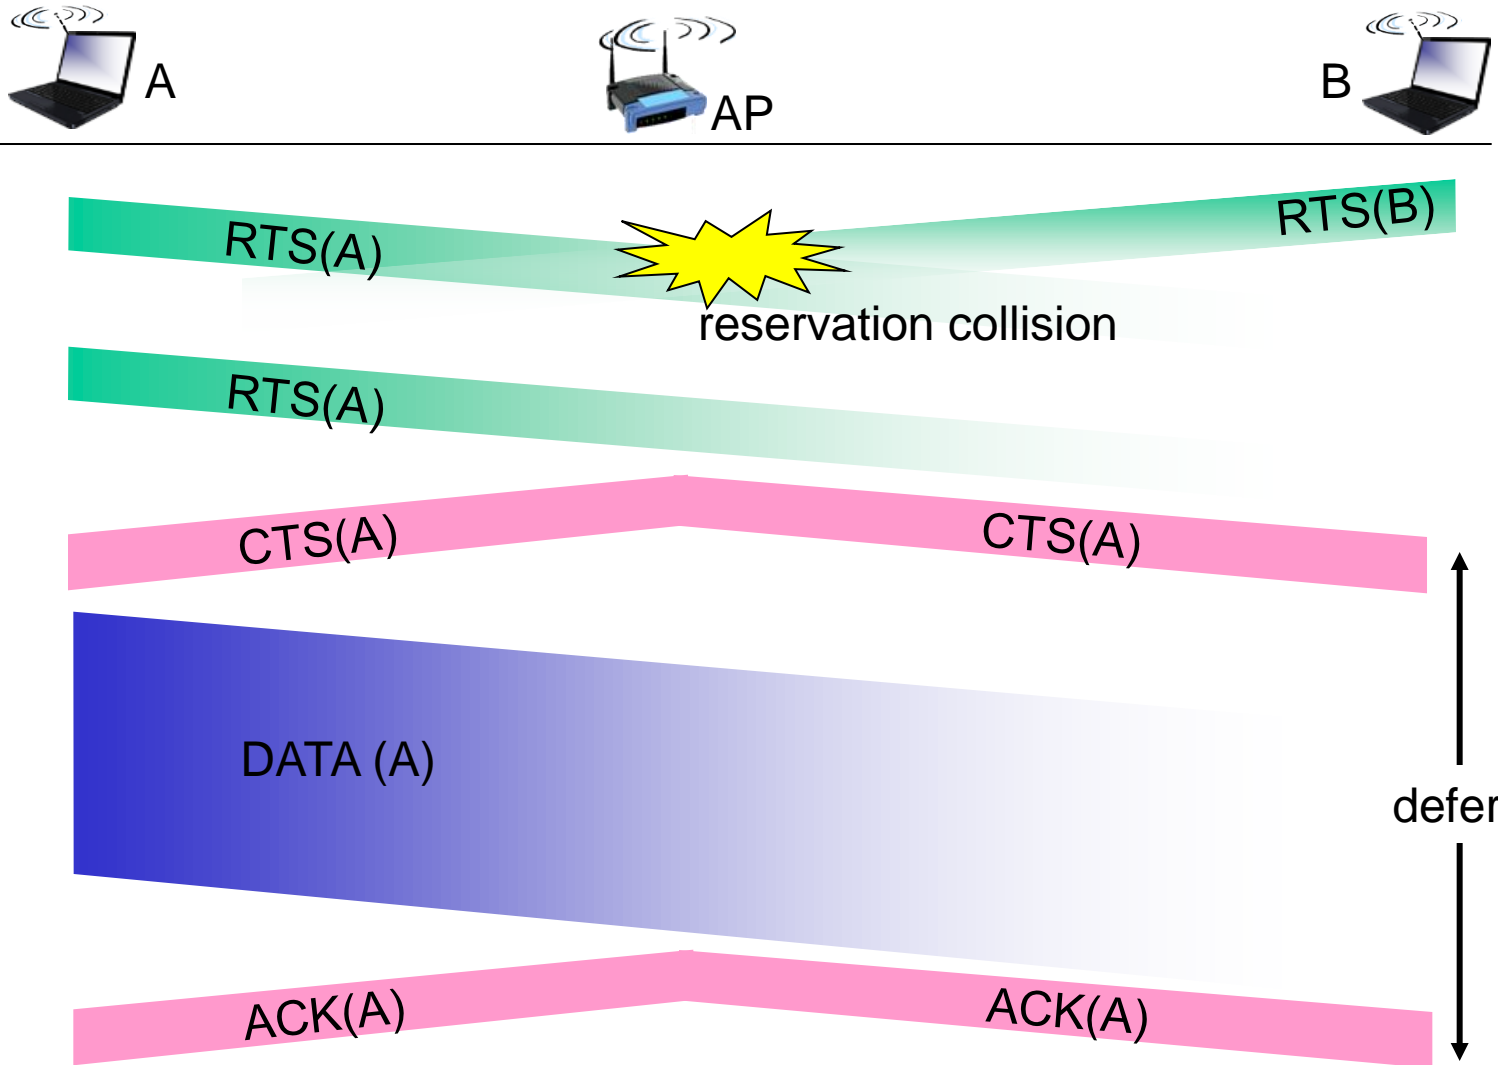 A
AP
B
RTS(A)
RTS(B)
reservation collision
RTS(A)
CTS(A)
CTS(A)
DATA (A)
defer
ACK(A)
ACK(A)